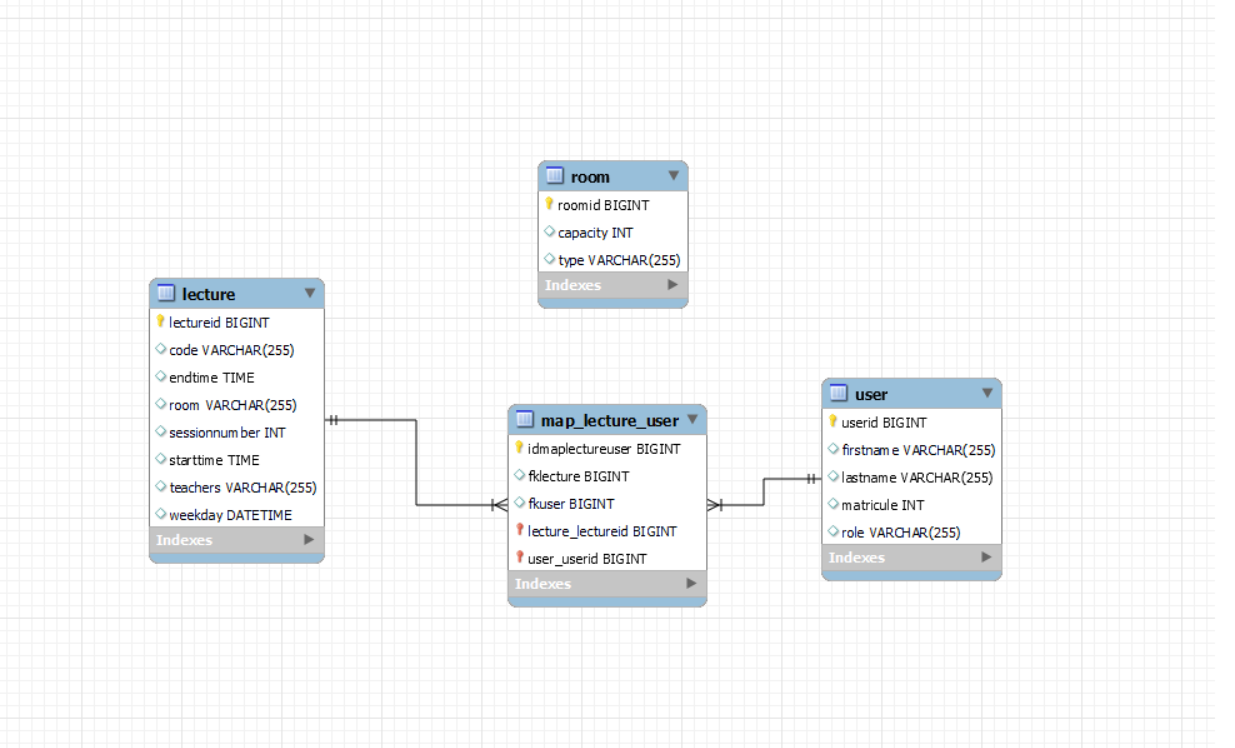 room
roomid BIGINT
capacity INT
type VARCHAR(255)
Indexes
lecture
lectureid BIGINT
code VARCHAR(255)
endtime TIME
room VARCHAR(255)
sessionnumber INT
starttime TIME
teachers VARCHAR(255)
weekday DATETIME
Indexes
map_lecture_user
idmaplectureuser BIGINT
fklecture BIGINT
fkuser BIGINT
lecture_lectureid BIGINT
user_userid BIGINT
Indexes
user
userid BIGINT
firstname VARCHAR(255)
lastname VARCHAR(255)
matricule INT
role VARCHAR(255)
Indexes